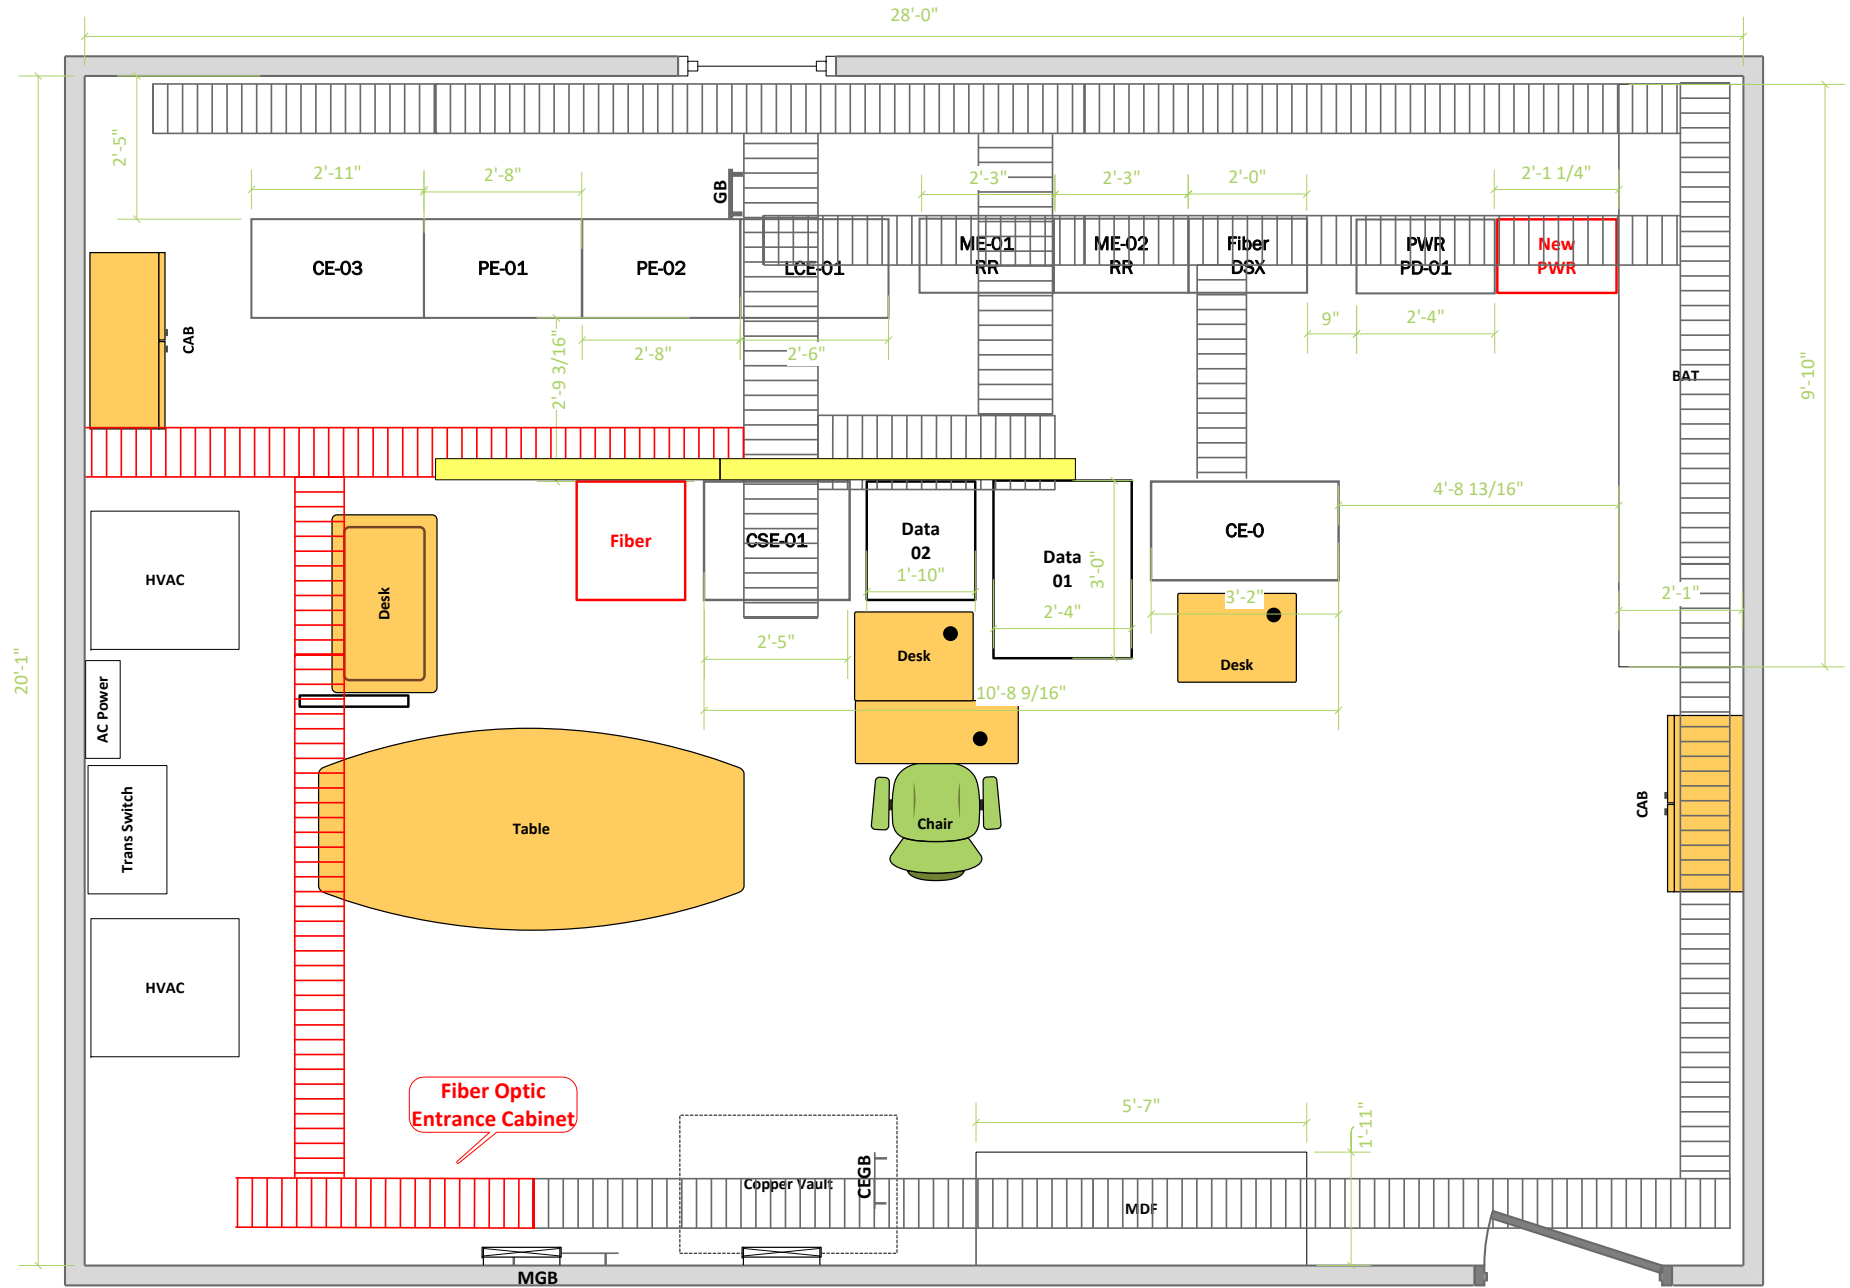 28'-0"
2'-5"
2'-11"
2'-8"
GB
2'-3"
2'-3"
2'-0"
2'-1 1/4"
CE-03
PE-01
PE-02
LCE-01
ME-01
RR
ME-02
RR
Fiber
DSX
PWR
PD-01
New
PWR
CAB
2'-9 3/16"
2'-8"
2'-6"
9"
2'-4"
BAT
9'-10"
HVAC
Desk
Fiber
CSE-01
Data
02
1'-10"
Data
01
3'-0"
2'-4"
CE-0
4'-8 13/16"
3'-2"
2'-1"
2'-5"
Desk
Desk
10'-8 9/16"
20'-1"
AC Power
Trans Switch
Table
Chair
CAB
HVAC
Fiber Optic
Entrance Cabinet
5'-7"
1'-11"
Copper Vault
CEGB
MDF
MGB